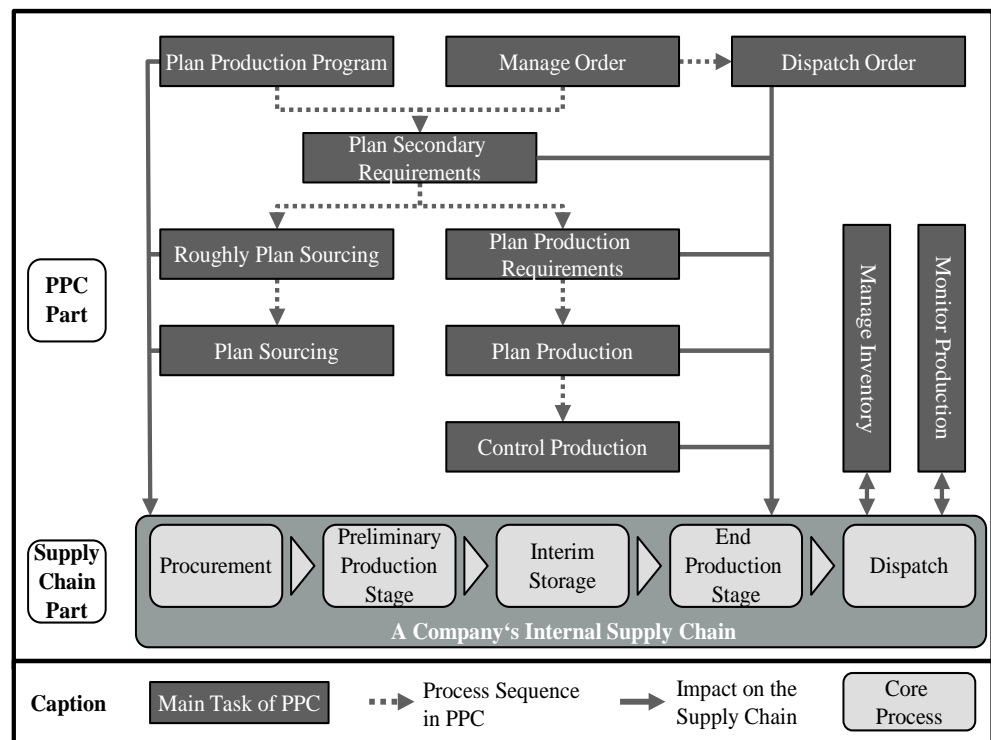 Plan Production Program
Manage Order
Dispatch Order
Plan Secondary
Requirements
Roughly Plan Sourcing
Plan Production
Requirements
Plan Sourcing
Plan Production
Control Production
Manage Inventory
Monitor Production
PPC
Part
Supply
Chain
Part
Procurement
Preliminary
Production
Stage
Interim
Storage
End
Production
Stage
Dispatch
A Company‘s Internal Supply Chain
Caption
Main Task of PPC
Process Sequence
in PPC
Impact on the
Supply Chain
Core
Process